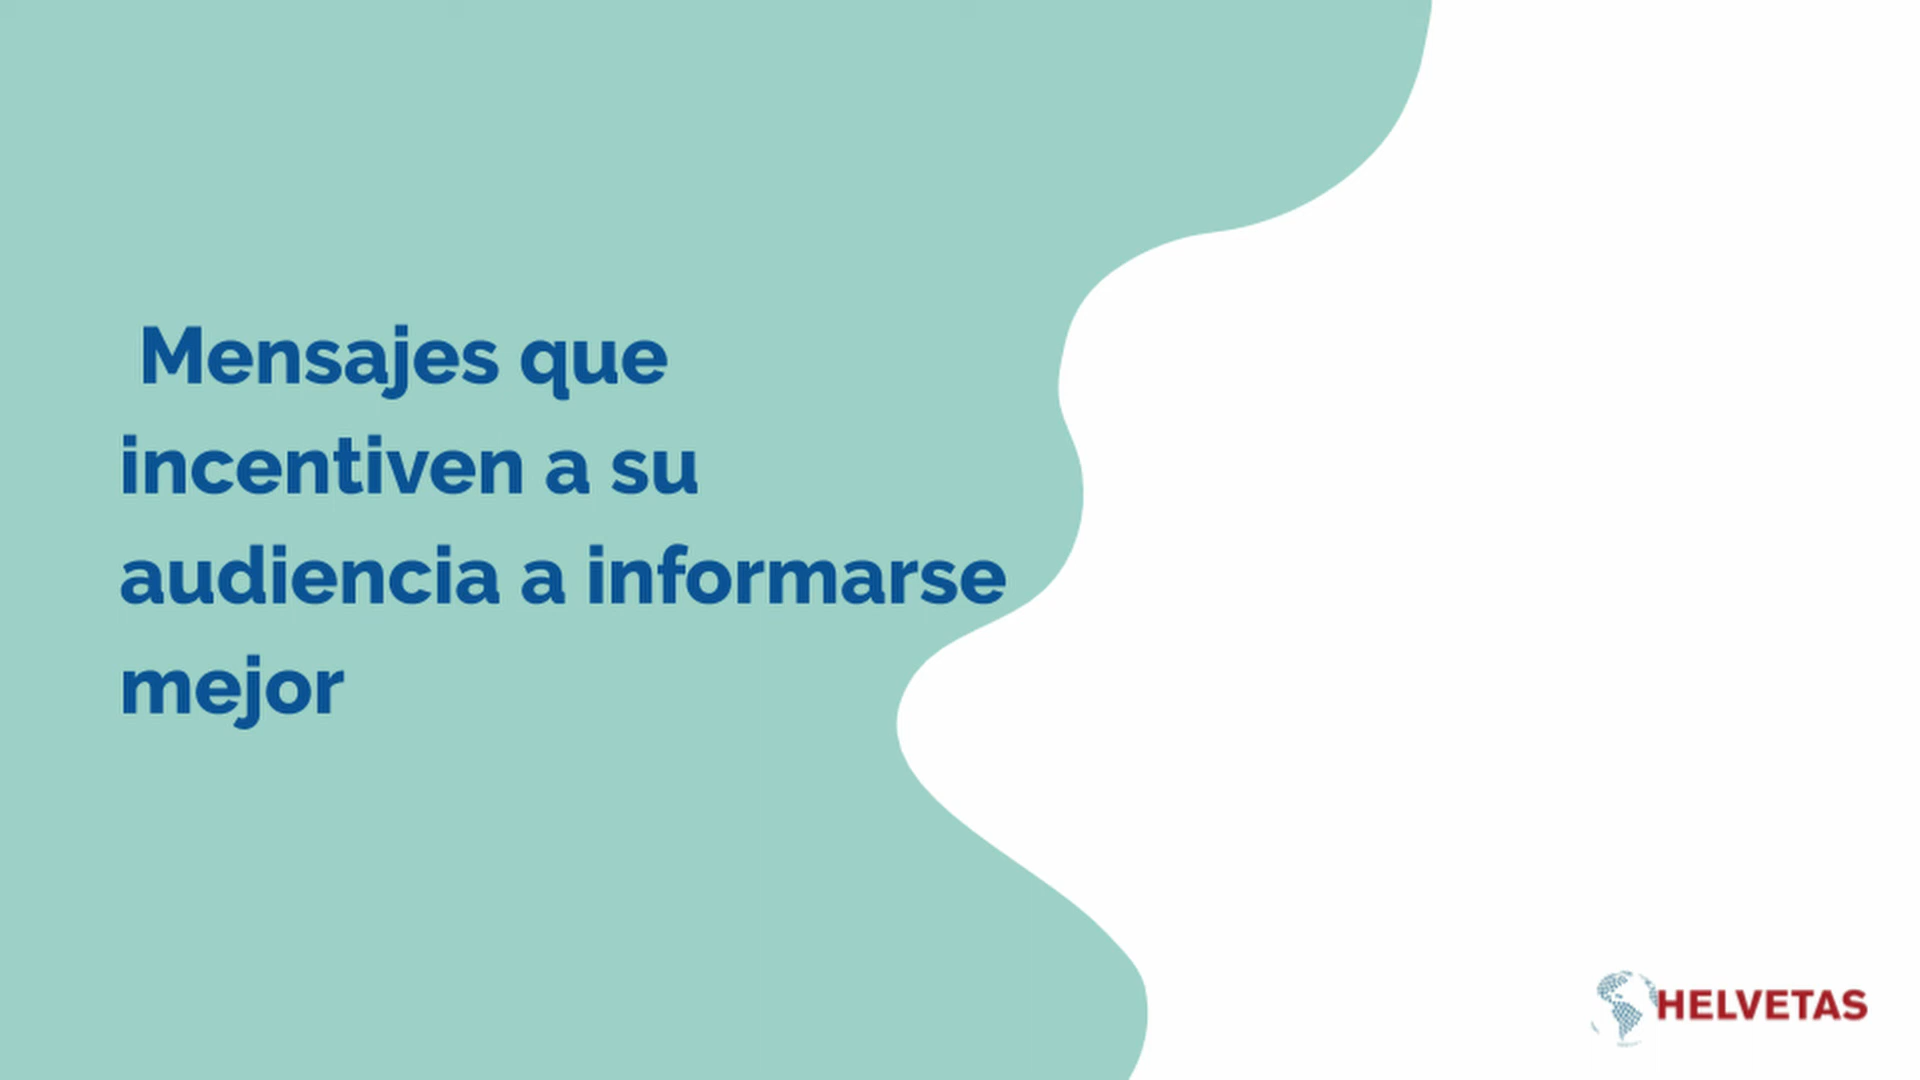 Mensajes que
incentiven a su
audiencia a informarse
mejor
HELVETAS